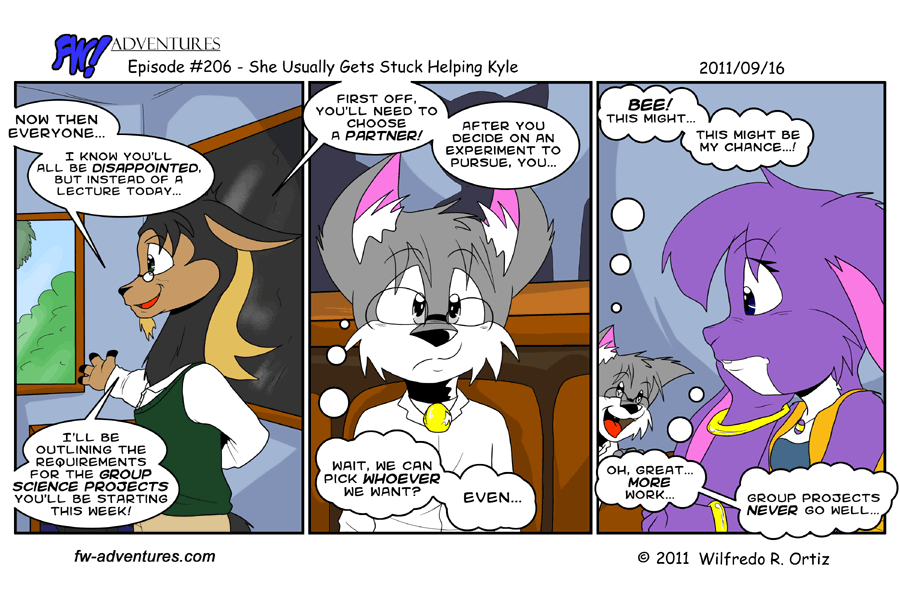 FW! ADVENTURES
Episode #206 - She Usually Gets Stuck Helping Kyle
2011/09/16
NOW THEN
EVERYONE...
I KNOW YOU'LL
ALL BE DISAPPOINTED,
BUT INSTEAD OF A
LECTURE TODAY...
I'LL BE
OUTLINING THE
REQUIREMENTS
FOR THE GROUP
SCIENCE PROJECTS
YOU'LL BE STARTING
THIS WEEK!
FIRST OFF,
YOU'LL NEED TO
CHOOSE
A PARTNER!
AFTER YOU
DECIDE ON AN
EXPERIMENT TO
PURSUE, YOU...
WAIT, WE CAN
PICK WHOEVER
WE WANT?
EVEN...
BEE!
THIS MIGHT...
THIS MIGHT BE
MY CHANCE...!
OH, GREAT...
MORE
WORK...
GROUP PROJECTS
NEVER GO WELL...
fw-adventures.com
© 2011 Wilfredo R. Ortiz